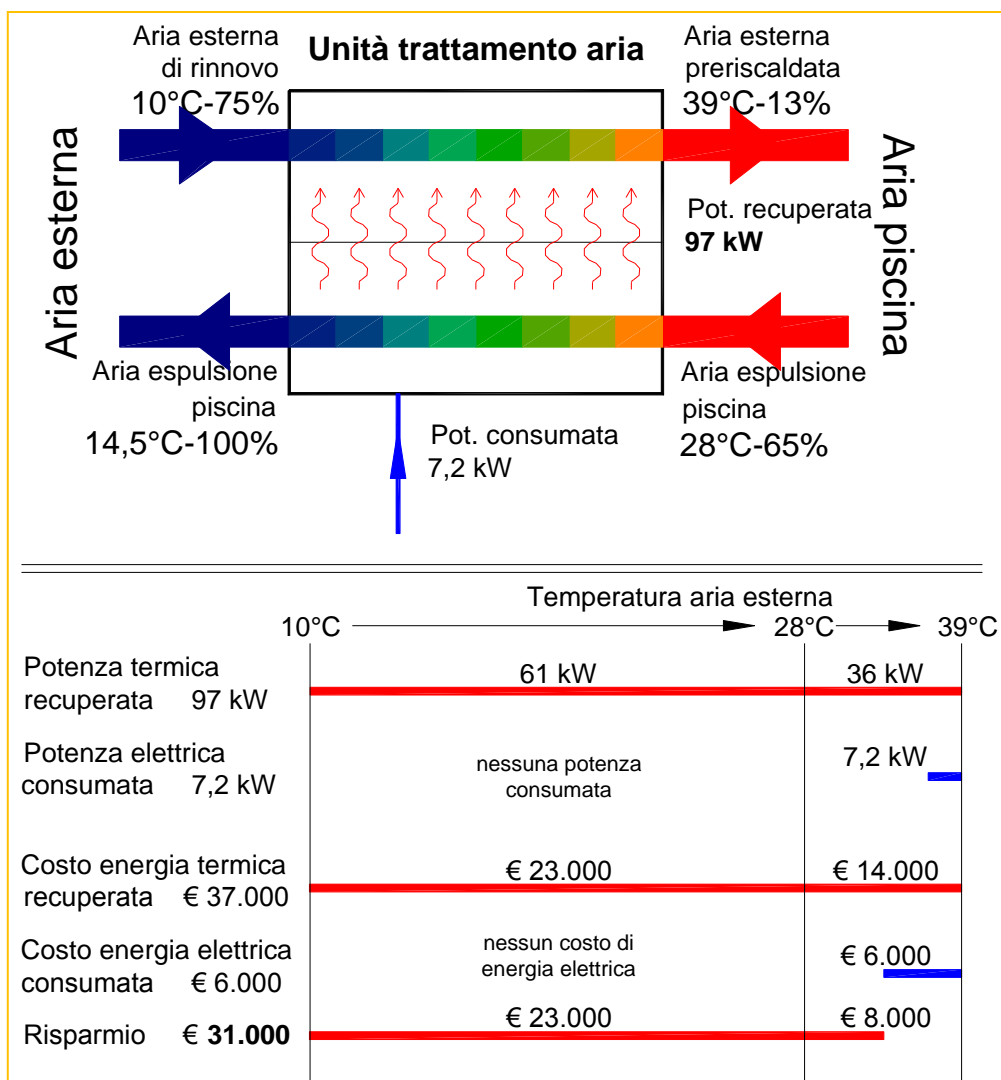 Aria esterna
di rinnovo
10°C-75%
Unità trattamento aria
Aria esterna
preriscaldata
39°C-13%
Aria esterna
Aria piscina
Pot. recuperata
97 kW
Aria espulsione
piscina
14,5°C-100%
Pot. consumata
7,2 kW
Aria espulsione
piscina
28°C-65%
Temperatura aria esterna
10°C
28°C
39°C
Potenza termica
recuperata 97 kW
61 kW
36 kW
Potenza elettrica
consumata 7,2 kW
nessuna potenza
consumata
7,2 kW
Costo energia termica
recuperata € 37.000
€ 23.000
€ 14.000
Costo energia elettrica
consumata € 6.000
nessun costo di
energia elettrica
€ 6.000
Risparmio € 31.000
€ 23.000
€ 8.000